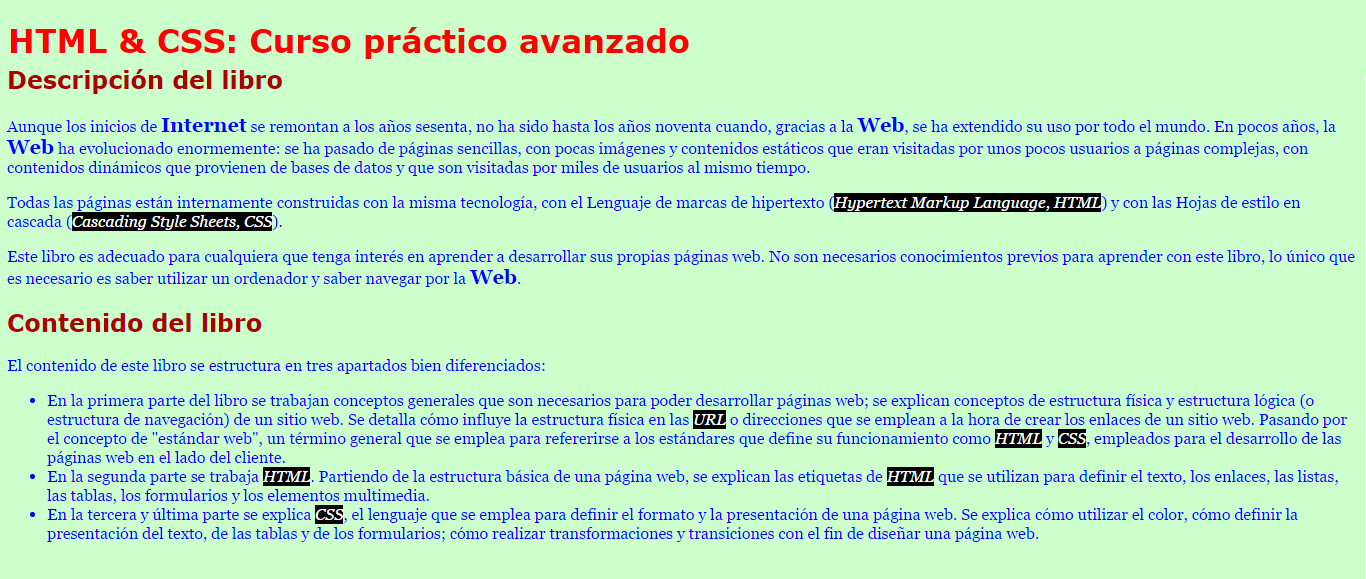 HTML & CSS: Curso práctico avanzado
Descripción del libro
Aunque los inicios de Internet se remontan a los años sesenta, no ha sido hasta los años noventa cuando, gracias a la Web, se ha extendido su uso por todo el mundo. En pocos años, la
Web ha evolucionado enormemente: se ha pasado de páginas sencillas, con pocas imágenes y contenidos estáticos que eran visitadas por unos pocos usuarios a páginas complejas, con
contenidos dinámicos que provienen de bases de datos y que son visitadas por miles de usuarios al mismo tiempo.
Todas las páginas están internamente construidas con la misma tecnología, con el Lenguaje de marcas de hipertexto (Hypertext Markup Language, HTML) y con las Hojas de estilo en
cascada (Cascading Style Sheets, CSS).
Este libro es adecuado para cualquiera que tenga interés en aprender a desarrollar sus propias páginas web. No son necesarios conocimientos previos para aprender con este libro, lo único que
es necesario es saber utilizar un ordenador y saber navegar por la Web.
Contenido del libro
El contenido de este libro se estructura en tres apartados bien diferenciados:
• En la primera parte del libro se trabajan conceptos generales que son necesarios para poder desarrollar páginas web; se explican conceptos de estructura física y estructura lógica (o
estructura de navegación) de un sitio web. Se detalla cómo influye la estructura física en las URL o direcciones que se emplean a la hora de crear los enlaces de un sitio web. Pasando por
el concepto de "estándar web", un término general que se emplea para refererirse a los estándares que define su funcionamiento como HTML y CSS, empleados para el desarrollo de las
páginas web en el lado del cliente.
• En la segunda parte se trabaja HTML. Partiendo de la estructura básica de una página web, se explican las etiquetas de HTML que se utilizan para definir el texto, los enlaces, las listas,
las tablas, los formularios y los elementos multimedia.
• En la tercera y última parte se explica CSS, el lenguaje que se emplea para definir el formato y la presentación de una página web. Se explica cómo utilizar el color, cómo definir la
presentación del texto, de las tablas y de los formularios; cómo realizar transformaciones y transiciones con el fin de diseñar una página web.